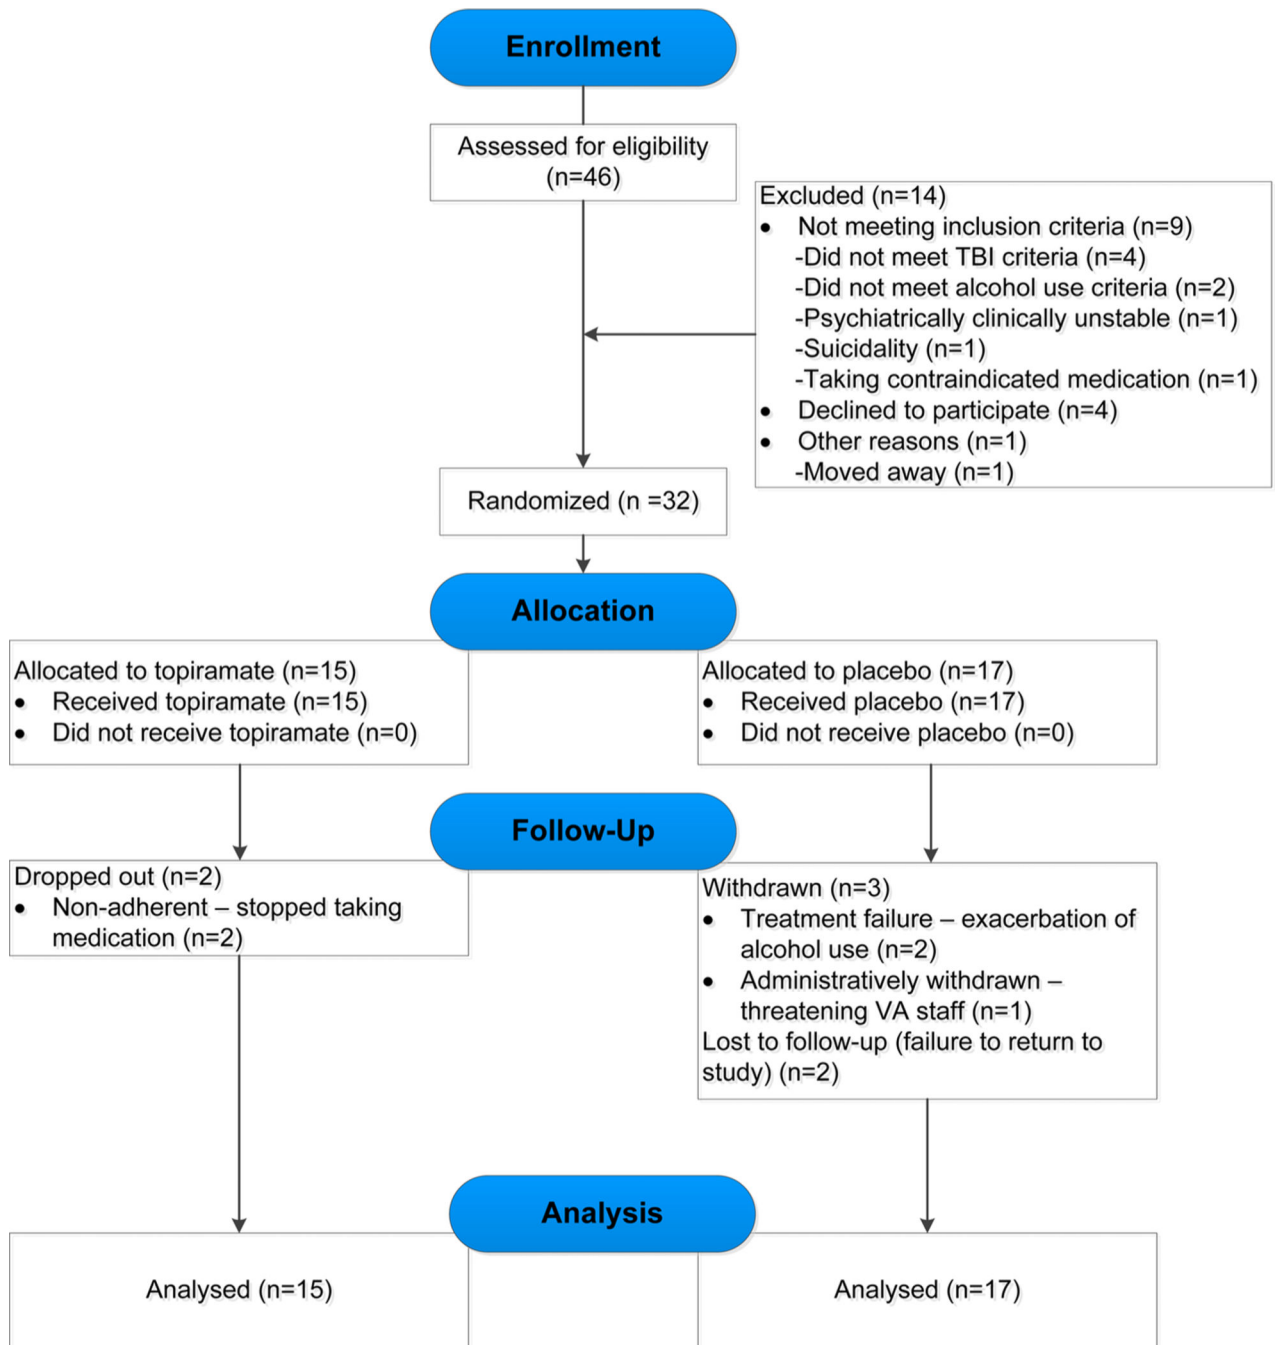 Enrollment
Assessed for eligibility
(n=46)
Excluded (n=14)
• Not meeting inclusion criteria (n=9)
-Did not meet TBI criteria (n=4)
-Did not meet alcohol use criteria (n=2)
-Psychiatrically clinically unstable (n=1)
-Suicidality (n=1)
-Taking contraindicated medication (n=1)
• Declined to participate (n=4)
• Other reasons (n=1)
-Moved away (n=1)
Randomized (n =32)
Allocation
Allocated to topiramate (n=15)
• Received topiramate (n=15)
• Did not receive topiramate (n=0)
Allocated to placebo (n=17)
• Received placebo (n=17)
• Did not receive placebo (n=0)
Follow-Up
Dropped out (n=2)
• Non-adherent – stopped taking
medication (n=2)
Withdrawn (n=3)
• Treatment failure – exacerbation of
alcohol use (n=2)
• Administratively withdrawn –
threatening VA staff (n=1)
Lost to follow-up (failure to return to
study) (n=2)
Analysis
Analysed (n=15)
Analysed (n=17)